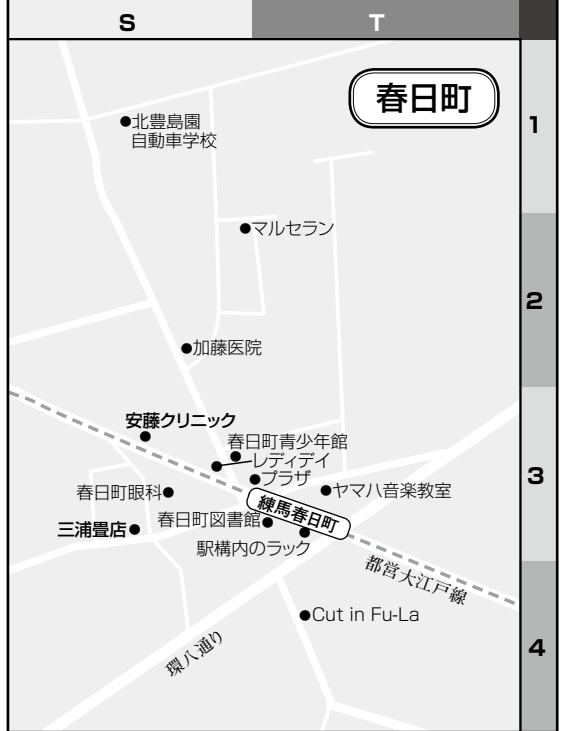 S
T
春日町
1
北豊島園
自動車学校
マルセラン
2
加藤医院
安藤クリニック
春日町青少年館
レディデイ
3
プラザ
春日町眼科
ヤマハ音楽教室
練馬春日町
春日町図書館
三浦畳店
駅構内のラック
都営大江戸線
Cut in Fu-La
環八通り
4